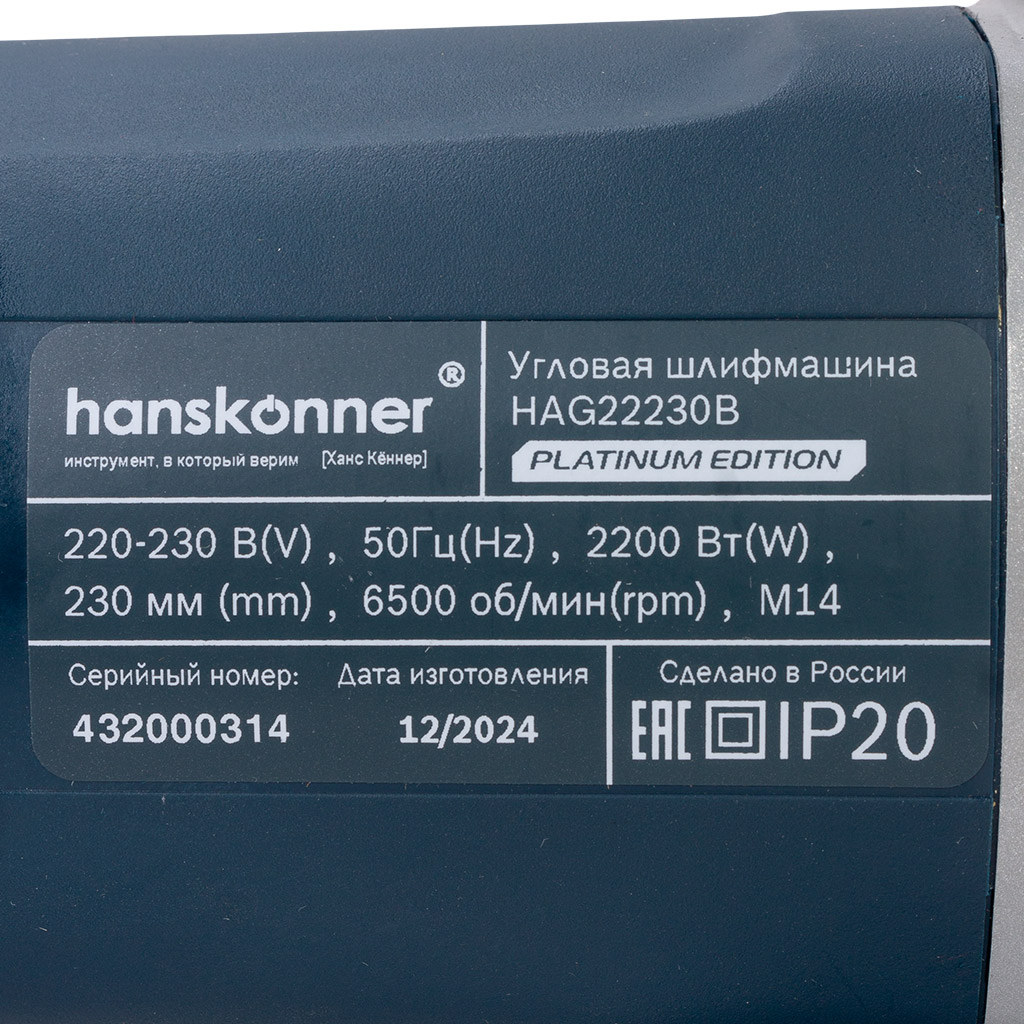 hanskönner®
инструмент, в который верим [Ханс Кённер]
Угловая шлифмашина
HAG22230B
PLATINUM EDITION
220-230 В(V) , 50Гц(Hz) , 2200 Вт(W) ,
230 мм (mm) , 6500 об/мин(rpm) , M14
Серийный номер:
432000314
Дата изготовления
12/2024
Сделано в России
EAC IP20